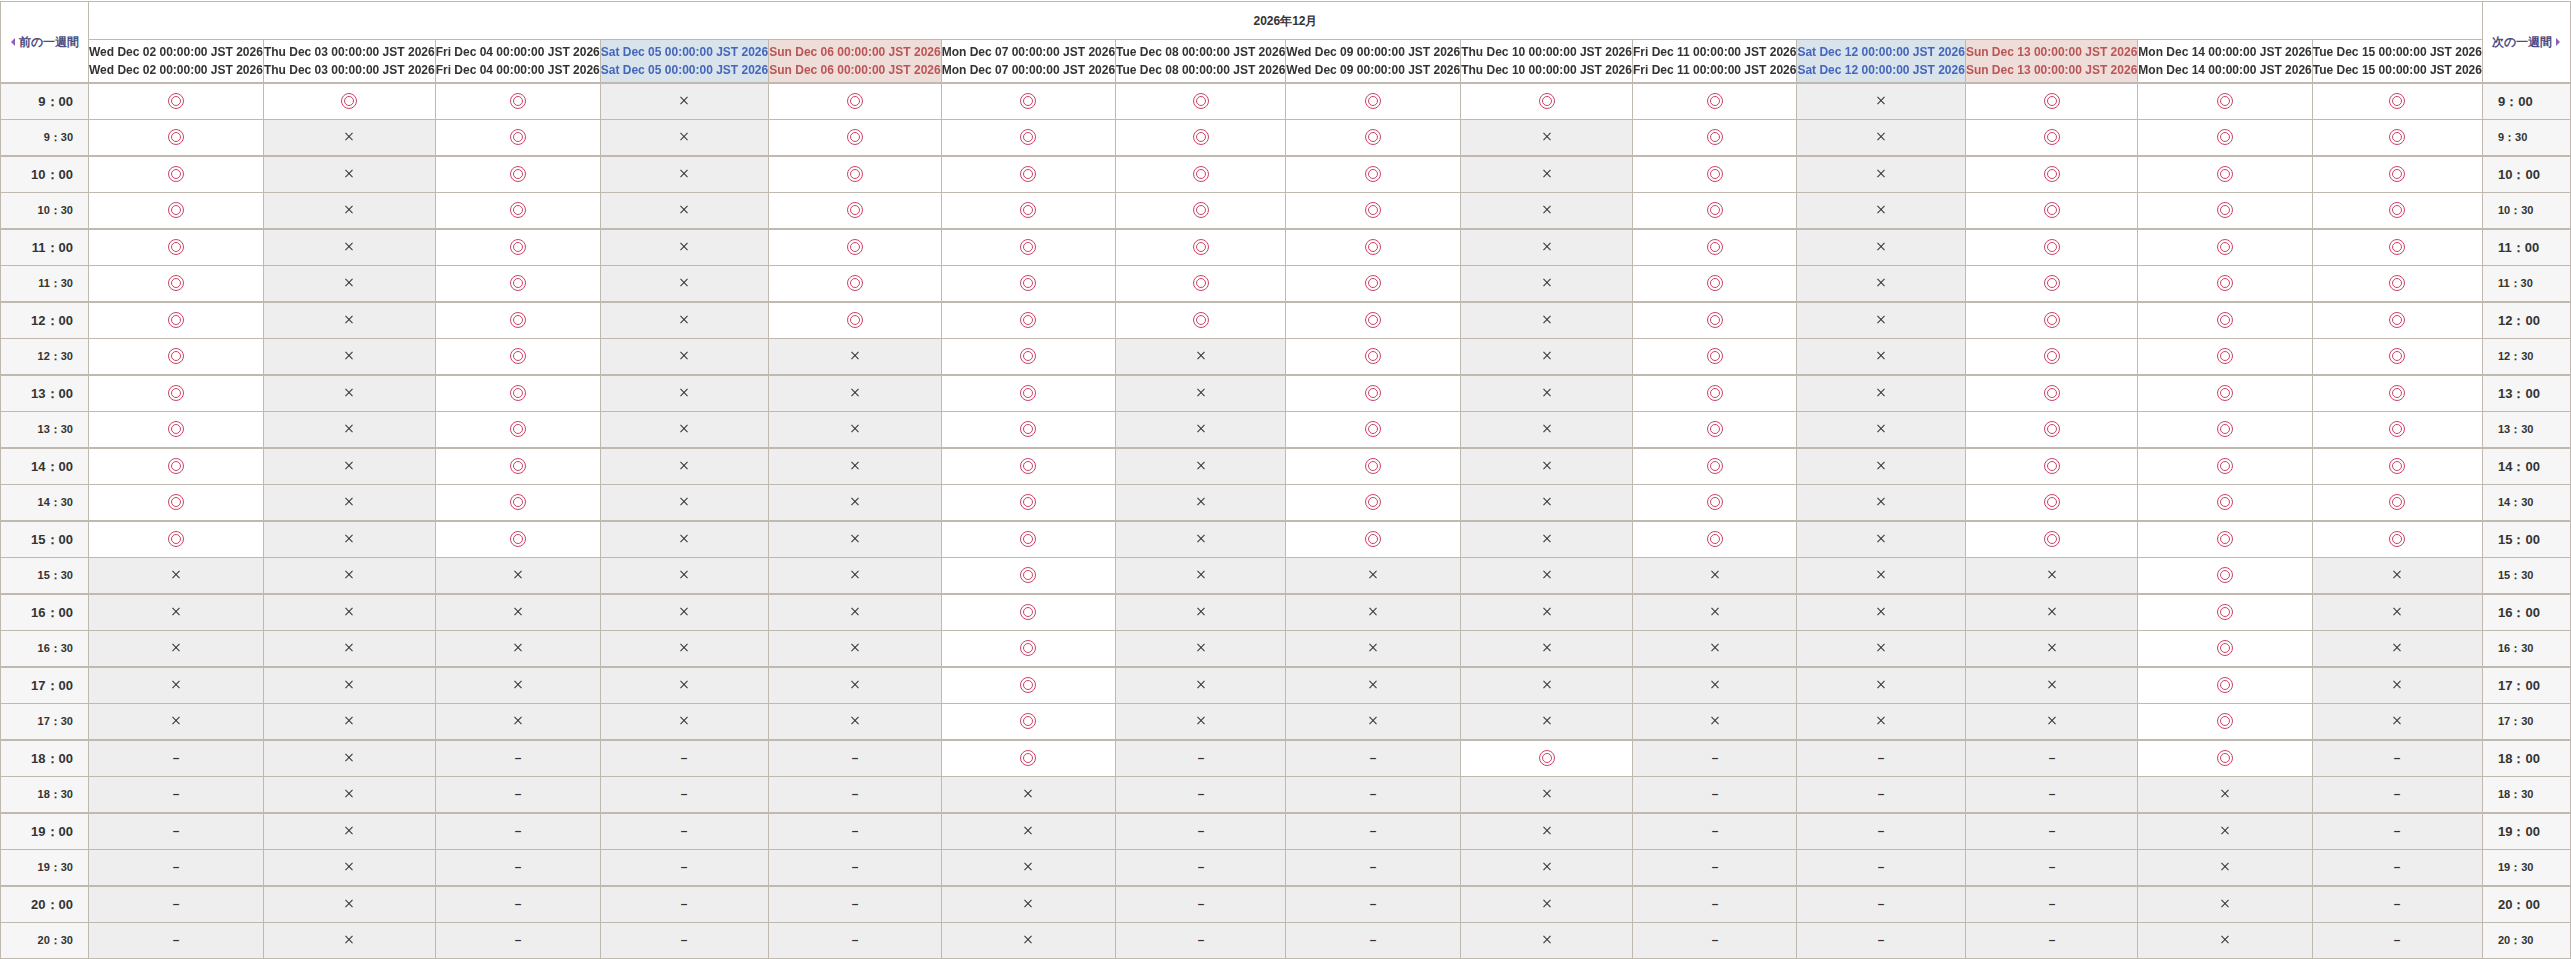 2026年12月
前の一週間
次の一週間
Wed Dec 02 00:00:00 JST 2026 Thu Dec 03 00:00:00 JST 2026 Fri Dec 04 00:00:00 JST 2026 Sat Dec 05 00:00:00 JST 2026 Sun Dec 06 00:00:00 JST 2026 Mon Dec 07 00:00:00 JST 2026 Tue Dec 08 00:00:00 JST 2026 Wed Dec 09 00:00:00 JST 2026 Thu Dec 10 00:00:00 JST 2026 Fri Dec 11 00:00:00 JST 2026 Sat Dec 12 00:00:00 JST 2026 Sun Dec 13 00:00:00 JST 2026 Mon Dec 14 00:00:00 JST 2026 Tue Dec 15 00:00:00 JST 2026
Wed Dec 02 00:00:00 JST 2026 Thu Dec 03 00:00:00 JST 2026 Fri Dec 04 00:00:00 JST 2026 Sat Dec 05 00:00:00 JST 2026 Sun Dec 06 00:00:00 JST 2026 Mon Dec 07 00:00:00 JST 2026 Tue Dec 08 00:00:00 JST 2026 Wed Dec 09 00:00:00 JST 2026 Thu Dec 10 00:00:00 JST 2026 Fri Dec 11 00:00:00 JST 2026 Sat Dec 12 00:00:00 JST 2026 Sun Dec 13 00:00:00 JST 2026 Mon Dec 14 00:00:00 JST 2026 Tue Dec 15 00:00:00 JST 2026
9：00 ◎ ◎ ◎ × ◎ ◎ ◎ ◎ ◎ ◎ × ◎ ◎ ◎ 9：00
9：30 ◎ × ◎ × ◎ ◎ ◎ ◎ × ◎ × ◎ ◎ ◎ 9：30
10：00 ◎ × ◎ × ◎ ◎ ◎ ◎ × ◎ × ◎ ◎ ◎ 10：00
10：30 ◎ × ◎ × ◎ ◎ ◎ ◎ × ◎ × ◎ ◎ ◎ 10：30
11：00 ◎ × ◎ × ◎ ◎ ◎ ◎ × ◎ × ◎ ◎ ◎ 11：00
11：30 ◎ × ◎ × ◎ ◎ ◎ ◎ × ◎ × ◎ ◎ ◎ 11：30
12：00 ◎ × ◎ × ◎ ◎ ◎ ◎ × ◎ × ◎ ◎ ◎ 12：00
12：30 ◎ × ◎ × × ◎ × ◎ × ◎ × ◎ ◎ ◎ 12：30
13：00 ◎ × ◎ × × ◎ × ◎ × ◎ × ◎ ◎ ◎ 13：00
13：30 ◎ × ◎ × × ◎ × ◎ × ◎ × ◎ ◎ ◎ 13：30
14：00 ◎ × ◎ × × ◎ × ◎ × ◎ × ◎ ◎ ◎ 14：00
14：30 ◎ × ◎ × × ◎ × ◎ × ◎ × ◎ ◎ ◎ 14：30
15：00 ◎ × ◎ × × ◎ × ◎ × ◎ × ◎ ◎ ◎ 15：00
15：30 × × × × × ◎ × × × × × × ◎ × 15：30
16：00 × × × × × ◎ × × × × × × ◎ × 16：00
16：30 × × × × × ◎ × × × × × × ◎ × 16：30
17：00 × × × × × ◎ × × × × × × ◎ × 17：00
17：30 × × × × × ◎ × × × × × × ◎ × 17：30
18：00 − × − − − ◎ − − ◎ − − − ◎ − 18：00
18：30 − × − − − × − − × − − − × − 18：30
19：00 − × − − − × − − × − − − × − 19：00
19：30 − × − − − × − − × − − − × − 19：30
20：00 − × − − − × − − × − − − × − 20：00
20：30 − × − − − × − − × − − − × − 20：30